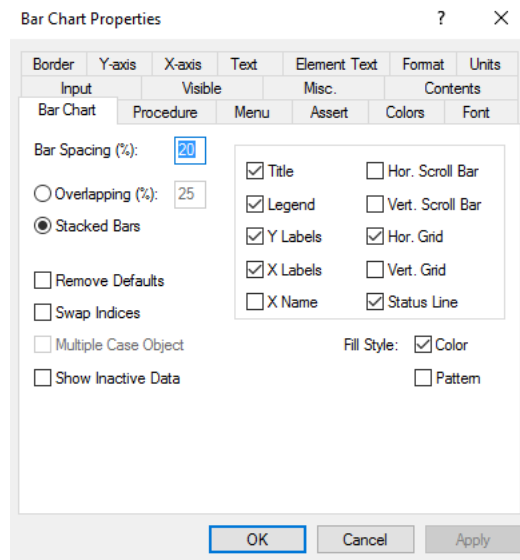 Bar Chart Properties ? X
Border Y-axis X-axis Text Element Text Format Units
Input Visible Misc. Contents
Bar Chart Procedure Menu Assert Colors Font
Bar Spacing (%): 20
Title Hor. Scroll Bar
Overlapping (%): 25
Legend Vert. Scroll Bar
Stacked Bars
Y Labels Hor. Grid
X Labels Vert. Grid
Remove Defaults
X Name Status Line
Swap Indices
Multiple Case Object Fill Style: Color
Show Inactive Data Pattern
OK Cancel Apply